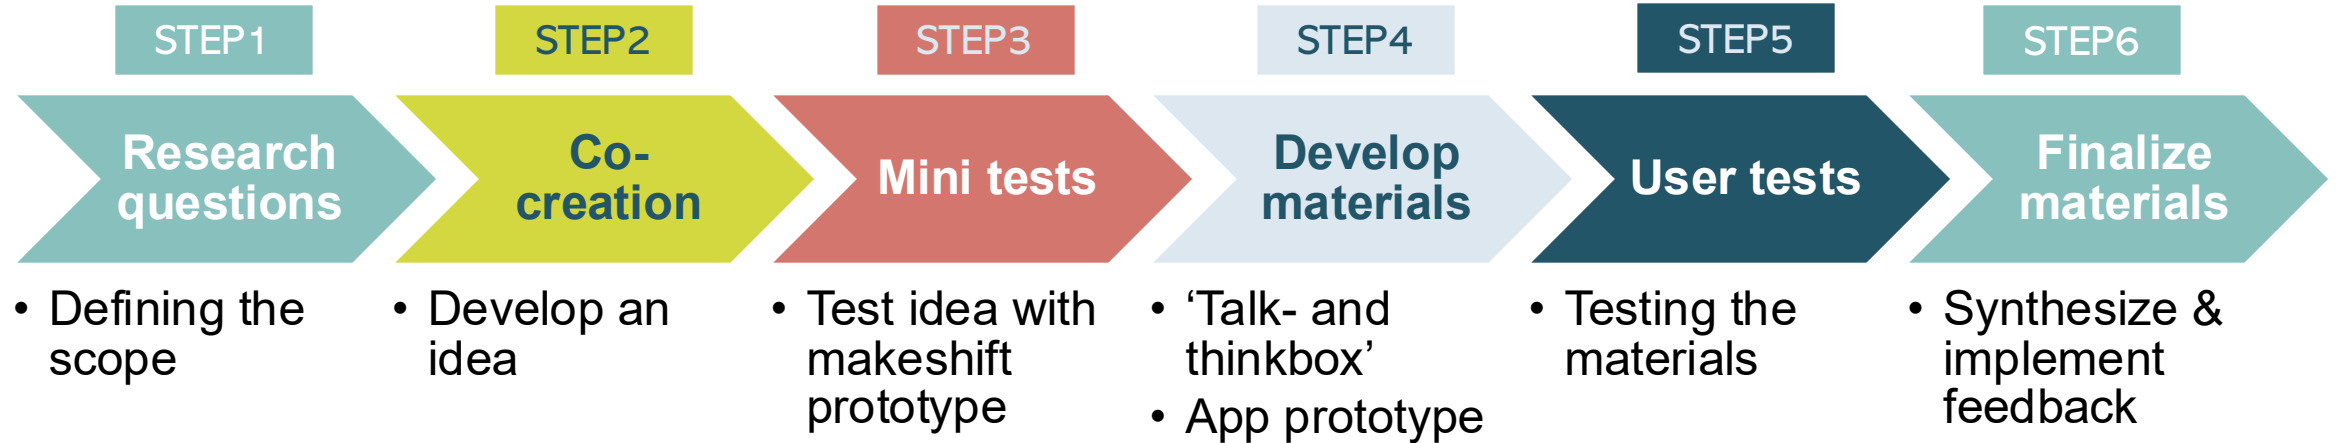 STEP1
Research
questions
• Defining the
scope
STEP2
Co-
creation
• Develop an
idea
STEP3
Mini tests
• Test idea with
makeshift
prototype
STEP4
Develop
materials
• ‘Talk- and
thinkbox’
• App prototype
STEP5
User tests
• Testing the
materials
STEP6
Finalize
materials
• Synthesize &
implement
feedback